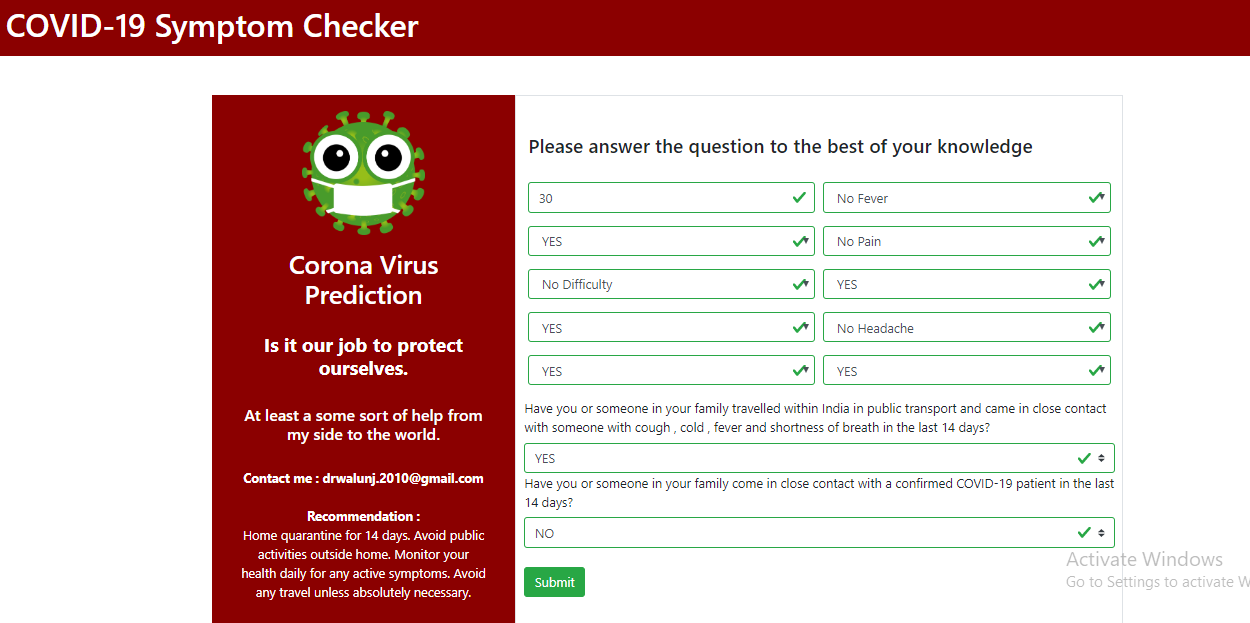 COVID-19 Symptom Checker
Corona Virus
Prediction
Is it our job to protect
ourselves.
At least a some sort of help from
my side to the world.
Contact me : drwalunj.2010@gmail.com
Recommendation :
Home quarantine for 14 days. Avoid public
activities outside home. Monitor your
health daily for any active symptoms. Avoid
any travel unless absolutely necessary.
Please answer the question to the best of your knowledge
30
No Fever
YES
No Pain
No Difficulty
YES
YES
No Headache
YES
YES
Have you or someone in your family travelled within India in public transport and came in close contact
with someone with cough , cold , fever and shortness of breath in the last 14 days?
YES
Have you or someone in your family come in close contact with a confirmed COVID-19 patient in the last
14 days?
NO
Submit
Activate Windows
Go to Settings to activate W